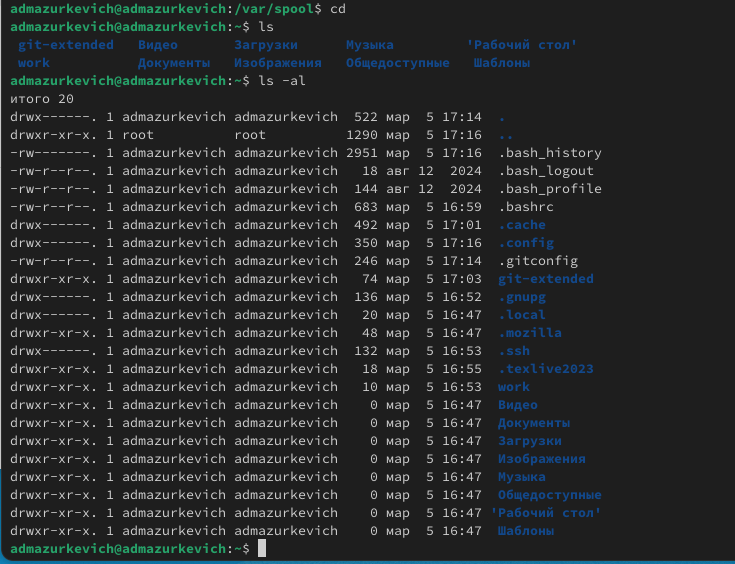 admazurkevich@admazurkevich:/var/spool$ cd
admazurkevich@admazurkevich:~$ ls
 git-extended   Видео       Загрузки      Музыка         'Рабочий стол'
 work           Документы   Изображения   Общедоступные   Шаблоны
admazurkevich@admazurkevich:~$ ls -al
итого 20
drwx------. 1 admazurkevich admazurkevich  522 мар  5 17:14  .
drwxr-xr-x. 1 root          root          1290 мар  5 17:16  ..
-rw-------. 1 admazurkevich admazurkevich 2951 мар  5 17:16  .bash_history
-rw-r--r--. 1 admazurkevich admazurkevich   18 авг 12  2024  .bash_logout
-rw-r--r--. 1 admazurkevich admazurkevich  144 авг 12  2024  .bash_profile
-rw-r--r--. 1 admazurkevich admazurkevich  683 мар  5 16:59  .bashrc
drwx------. 1 admazurkevich admazurkevich  492 мар  5 17:01  .cache
drwx------. 1 admazurkevich admazurkevich  350 мар  5 17:16  .config
-rw-r--r--. 1 admazurkevich admazurkevich  246 мар  5 17:14  .gitconfig
drwxr-xr-x. 1 admazurkevich admazurkevich   74 мар  5 17:03  git-extended
drwx------. 1 admazurkevich admazurkevich  136 мар  5 16:52  .gnupg
drwx------. 1 admazurkevich admazurkevich   20 мар  5 16:47  .local
drwxr-xr-x. 1 admazurkevich admazurkevich   48 мар  5 16:47  .mozilla
drwx------. 1 admazurkevich admazurkevich  132 мар  5 16:53  .ssh
drwxr-xr-x. 1 admazurkevich admazurkevich   18 мар  5 16:55  .texlive2023
drwxr-xr-x. 1 admazurkevich admazurkevich   10 мар  5 16:53  work
drwxr-xr-x. 1 admazurkevich admazurkevich    0 мар  5 16:47  Видео
drwxr-xr-x. 1 admazurkevich admazurkevich    0 мар  5 16:47  Документы
drwxr-xr-x. 1 admazurkevich admazurkevich    0 мар  5 16:47  Загрузки
drwxr-xr-x. 1 admazurkevich admazurkevich    0 мар  5 16:47  Изображения
drwxr-xr-x. 1 admazurkevich admazurkevich    0 мар  5 16:47  Музыка
drwxr-xr-x. 1 admazurkevich admazurkevich    0 мар  5 16:47  Общедоступные
drwxr-xr-x. 1 admazurkevich admazurkevich    0 мар  5 16:47 'Рабочий стол'
drwxr-xr-x. 1 admazurkevich admazurkevich    0 мар  5 16:47  Шаблоны
admazurkevich@admazurkevich:~$